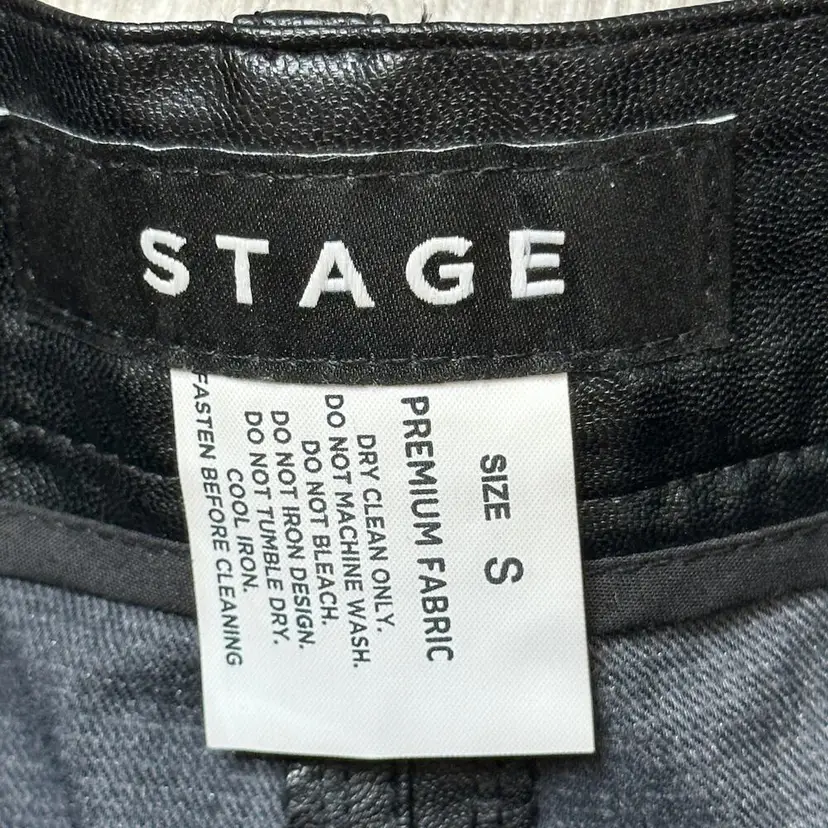 STAGE
SIZE S
PREMIUM FABRIC
DRY CLEAN ONLY.
DO NOT MACHINE WASH.
DO NOT BLEACH.
DO NOT IRON DESIGN.
DO NOT TUMBLE DRY.
COOL IRON.
FASTEN BEFORE CLEANING